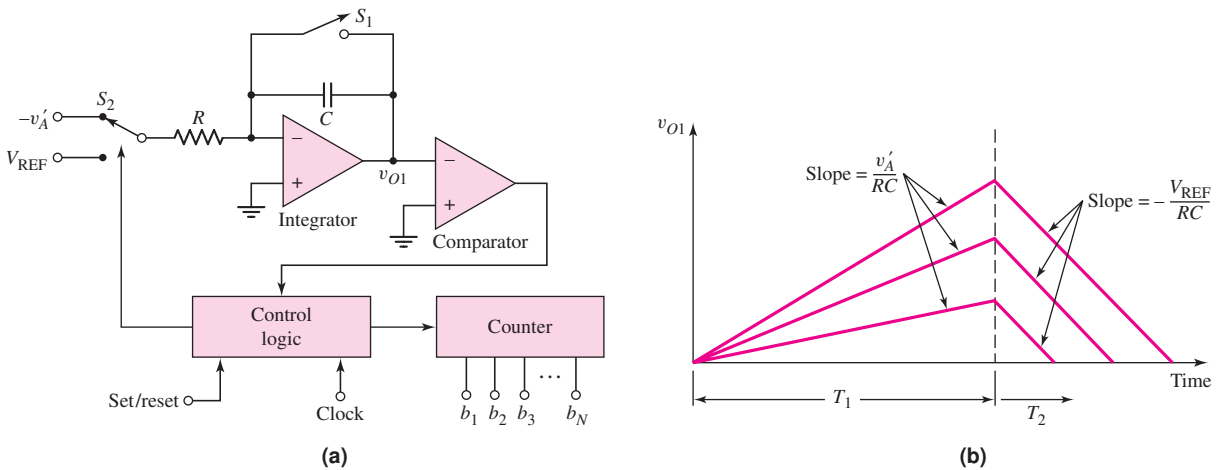 S₁
S₂
−v′A
R
C
VREF
−
+
vO1
Integrator
−
+
Comparator
Control
logic
Counter
Set/reset
Clock
b₁ b₂ b₃ … bN
(a)
vO1
Slope = v′A/RC
Slope = −VREF/RC
Time
T₁
T₂
(b)